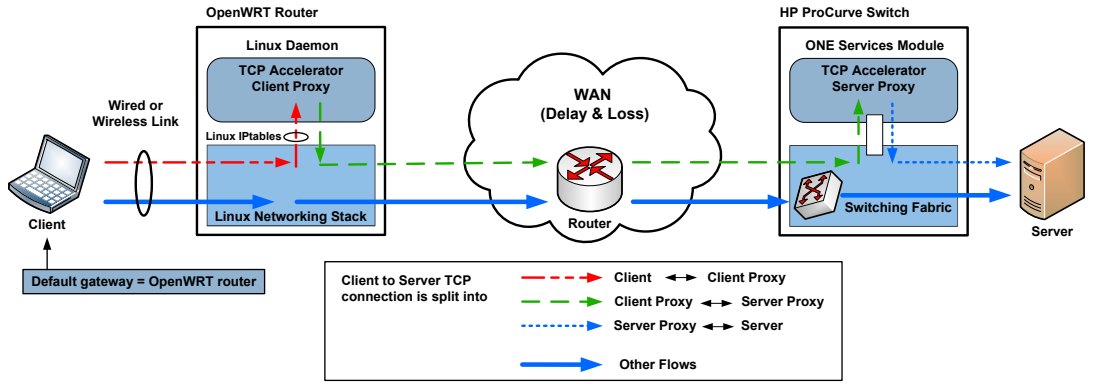 OpenWRT Router
HP ProCurve Switch
Linux Daemon
TCP Accelerator
Client Proxy
Wired or
Wireless Link
Linux IPtables
Linux Networking Stack
Client
Default gateway = OpenWRT router
WAN
(Delay & Loss)
Router
ONE Services Module
TCP Accelerator
Server Proxy
Switching Fabric
Server
Client to Server TCP
connection is split into
Client Client Proxy
Client Proxy Server Proxy
Server Proxy Server
Other Flows